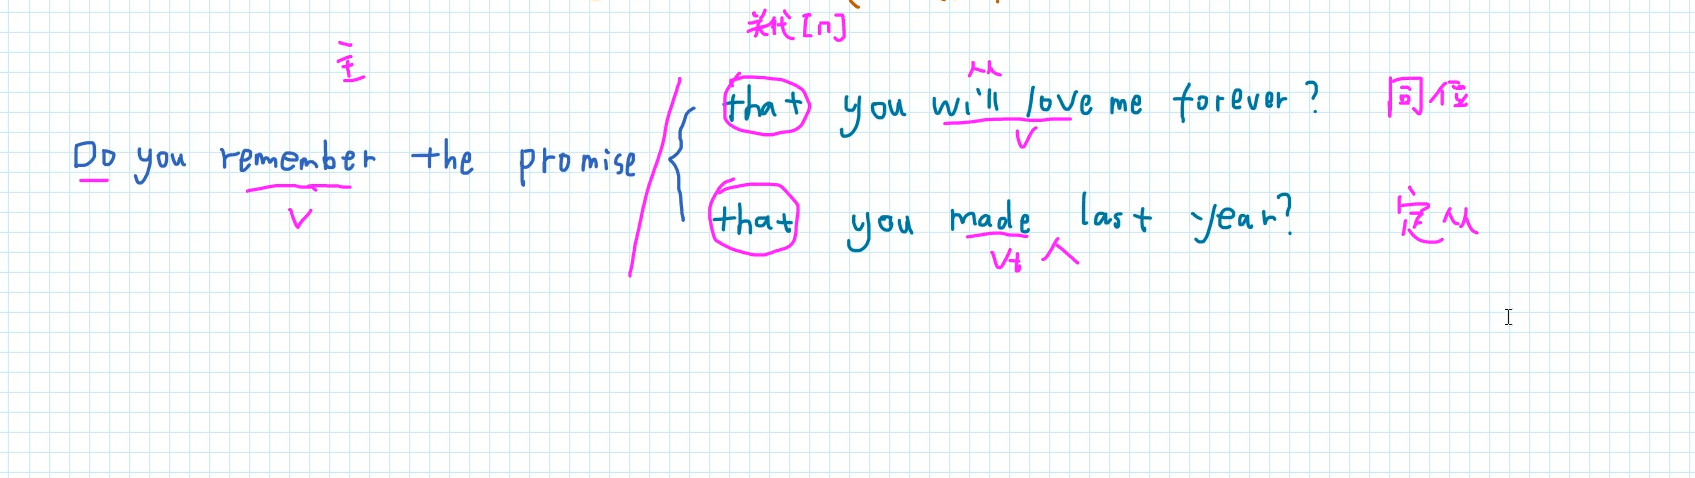 关代[n]
主
从
that you will love me forever? 同位
V
Do you remember the promise
V
that you made last year? 定从
Vt